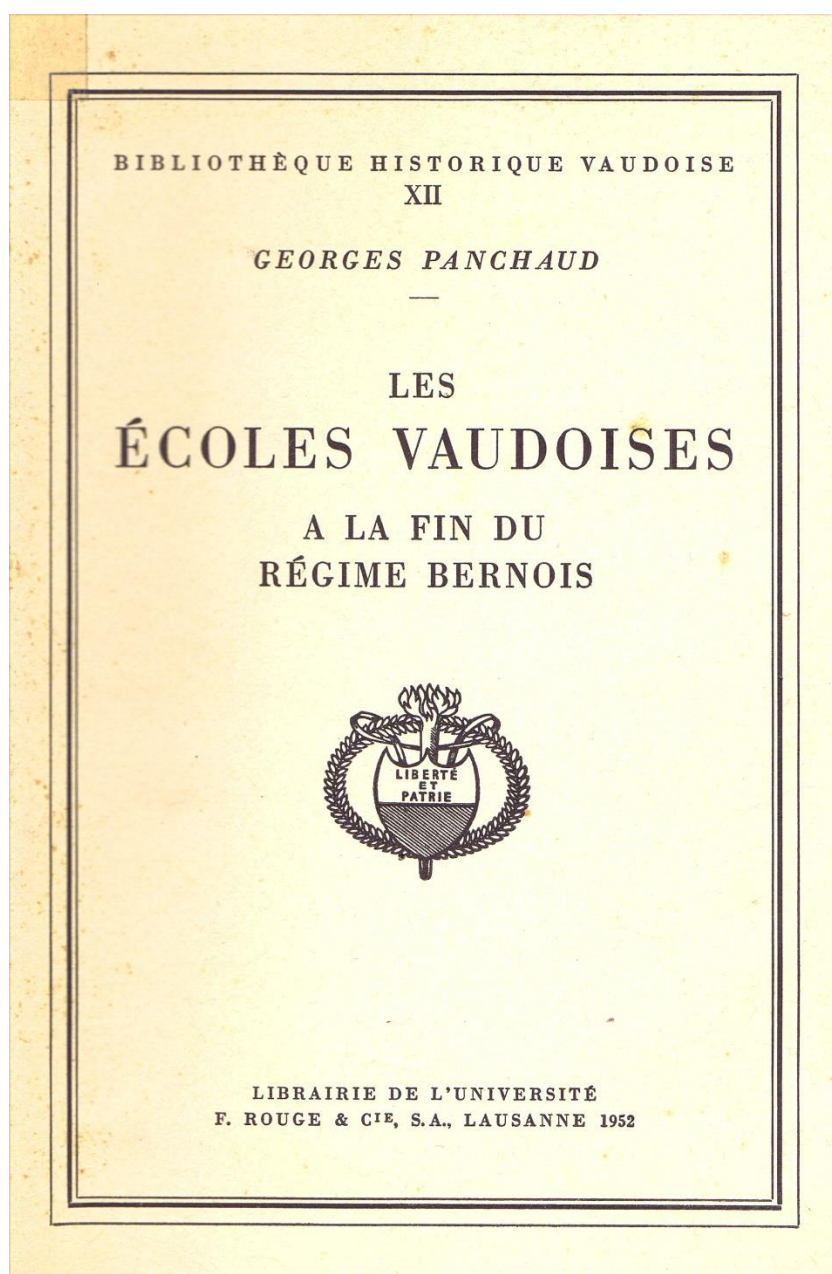 BIBLIOTHÈQUE HISTORIQUE VAUDOISE
XII
GEORGES PANCHAUD
LES
ÉCOLES VAUDOISES
A LA FIN DU
RÉGIME BERNOIS
LIBERTÉ
ET
PATRIE
LIBRAIRIE DE L'UNIVERSITÉ
F. ROUGE & CIE, S.A., LAUSANNE 1952